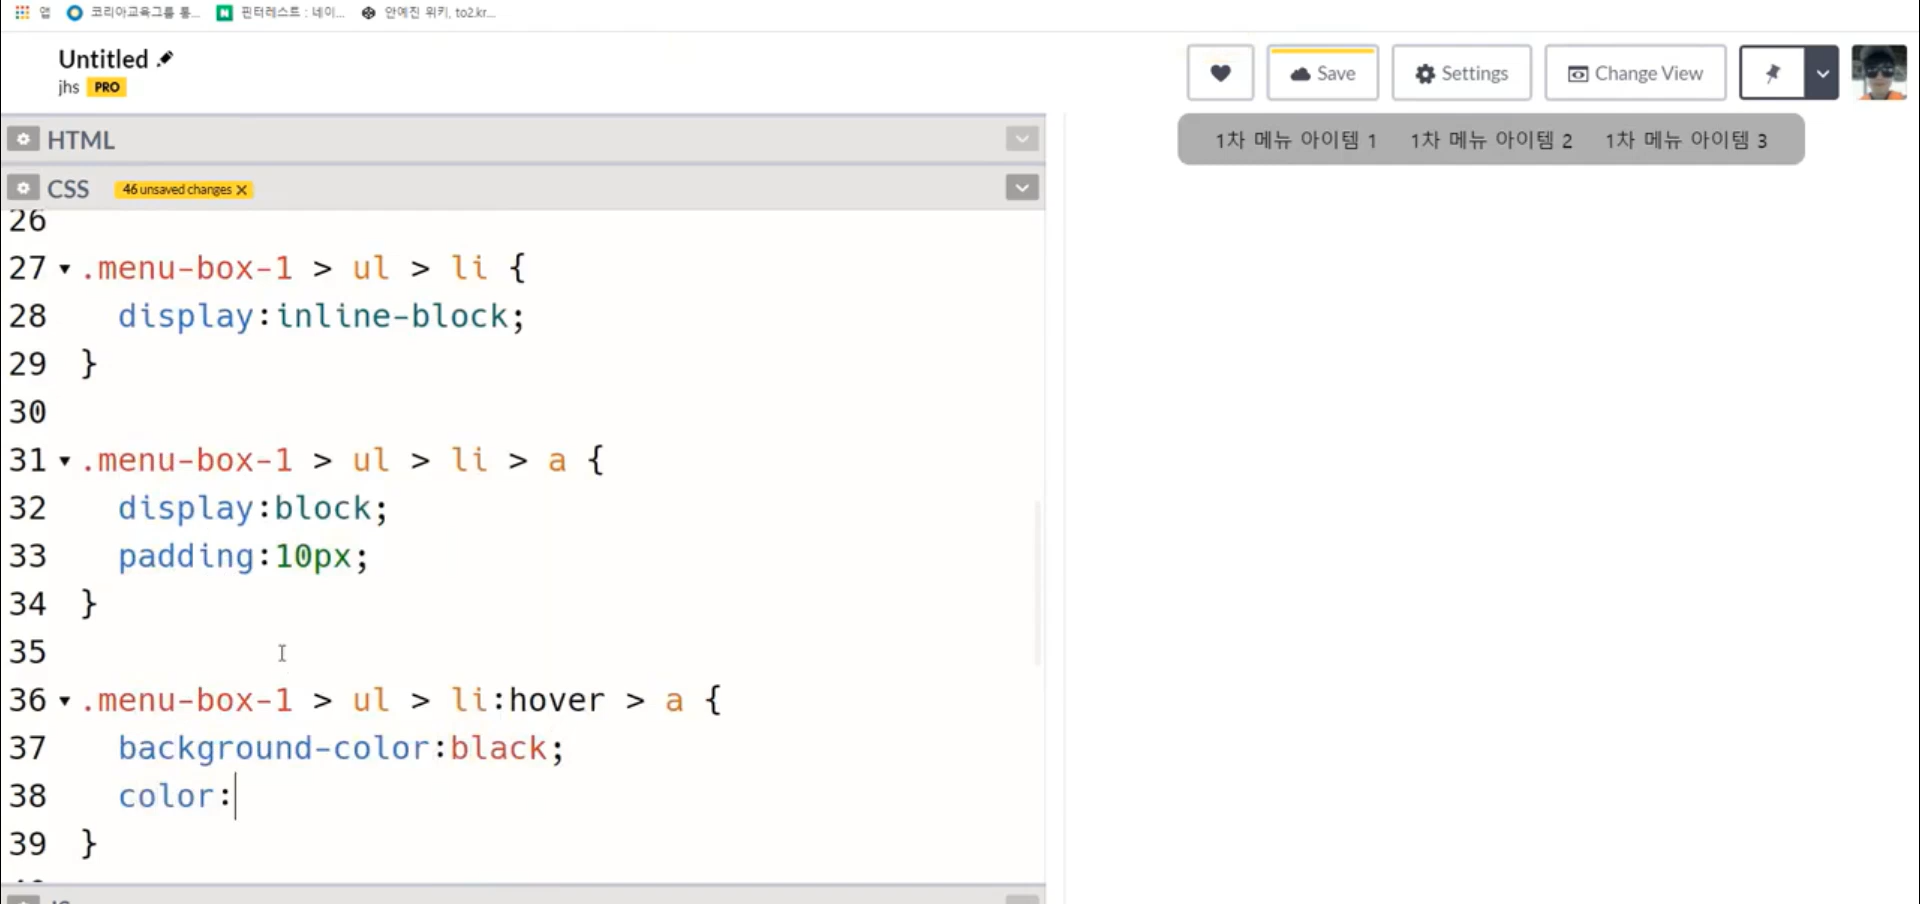 앱 코리아교육그룹 통... 핀터레스트 : 네이... 안예진 위키, to2.kr...
Untitled
jhs PRO
Save Settings Change View
HTML
CSS 46 unsaved changes X
26
27 .menu-box-1 > ul > li {
28 display:inline-block;
29 }
30
31 .menu-box-1 > ul > li > a {
32 display:block;
33 padding:10px;
34 }
35
36 .menu-box-1 > ul > li:hover > a {
37 background-color:black;
38 color:
39 }
1차 메뉴 아이템 1 1차 메뉴 아이템 2 1차 메뉴 아이템 3